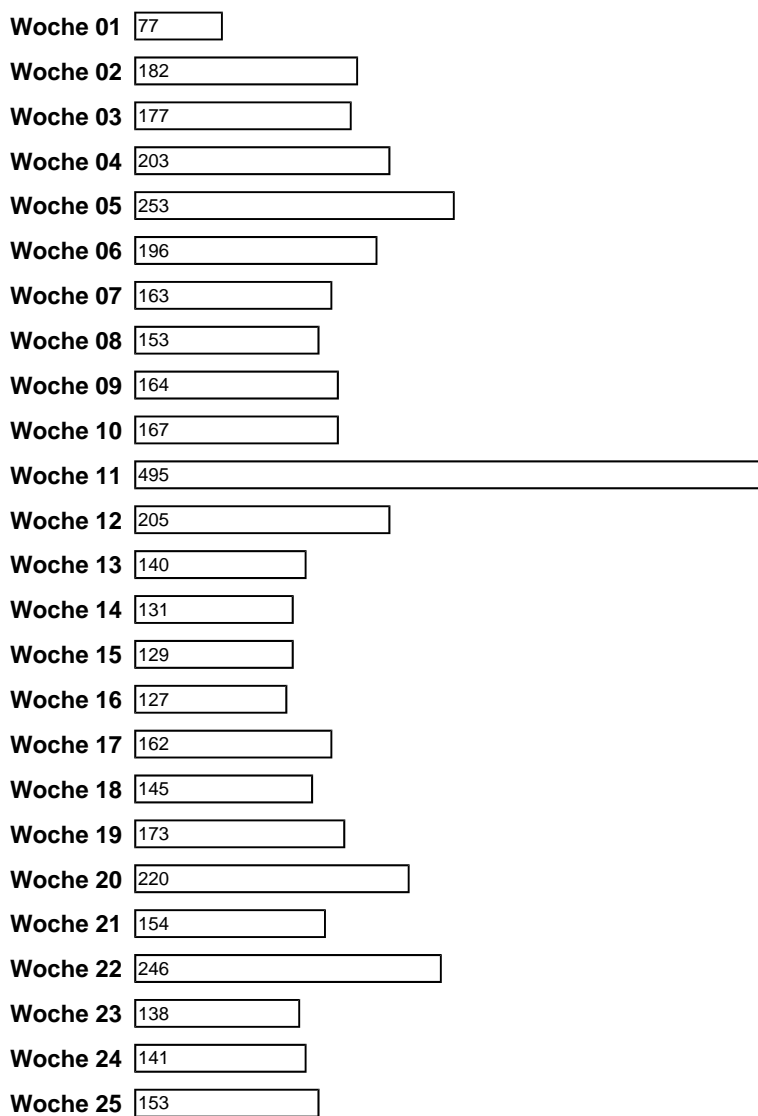 Woche 01 77
Woche 02 182
Woche 03 177
Woche 04 203
Woche 05 253
Woche 06 196
Woche 07 163
Woche 08 153
Woche 09 164
Woche 10 167
Woche 11 495
Woche 12 205
Woche 13 140
Woche 14 131
Woche 15 129
Woche 16 127
Woche 17 162
Woche 18 145
Woche 19 173
Woche 20 220
Woche 21 154
Woche 22 246
Woche 23 138
Woche 24 141
Woche 25 153